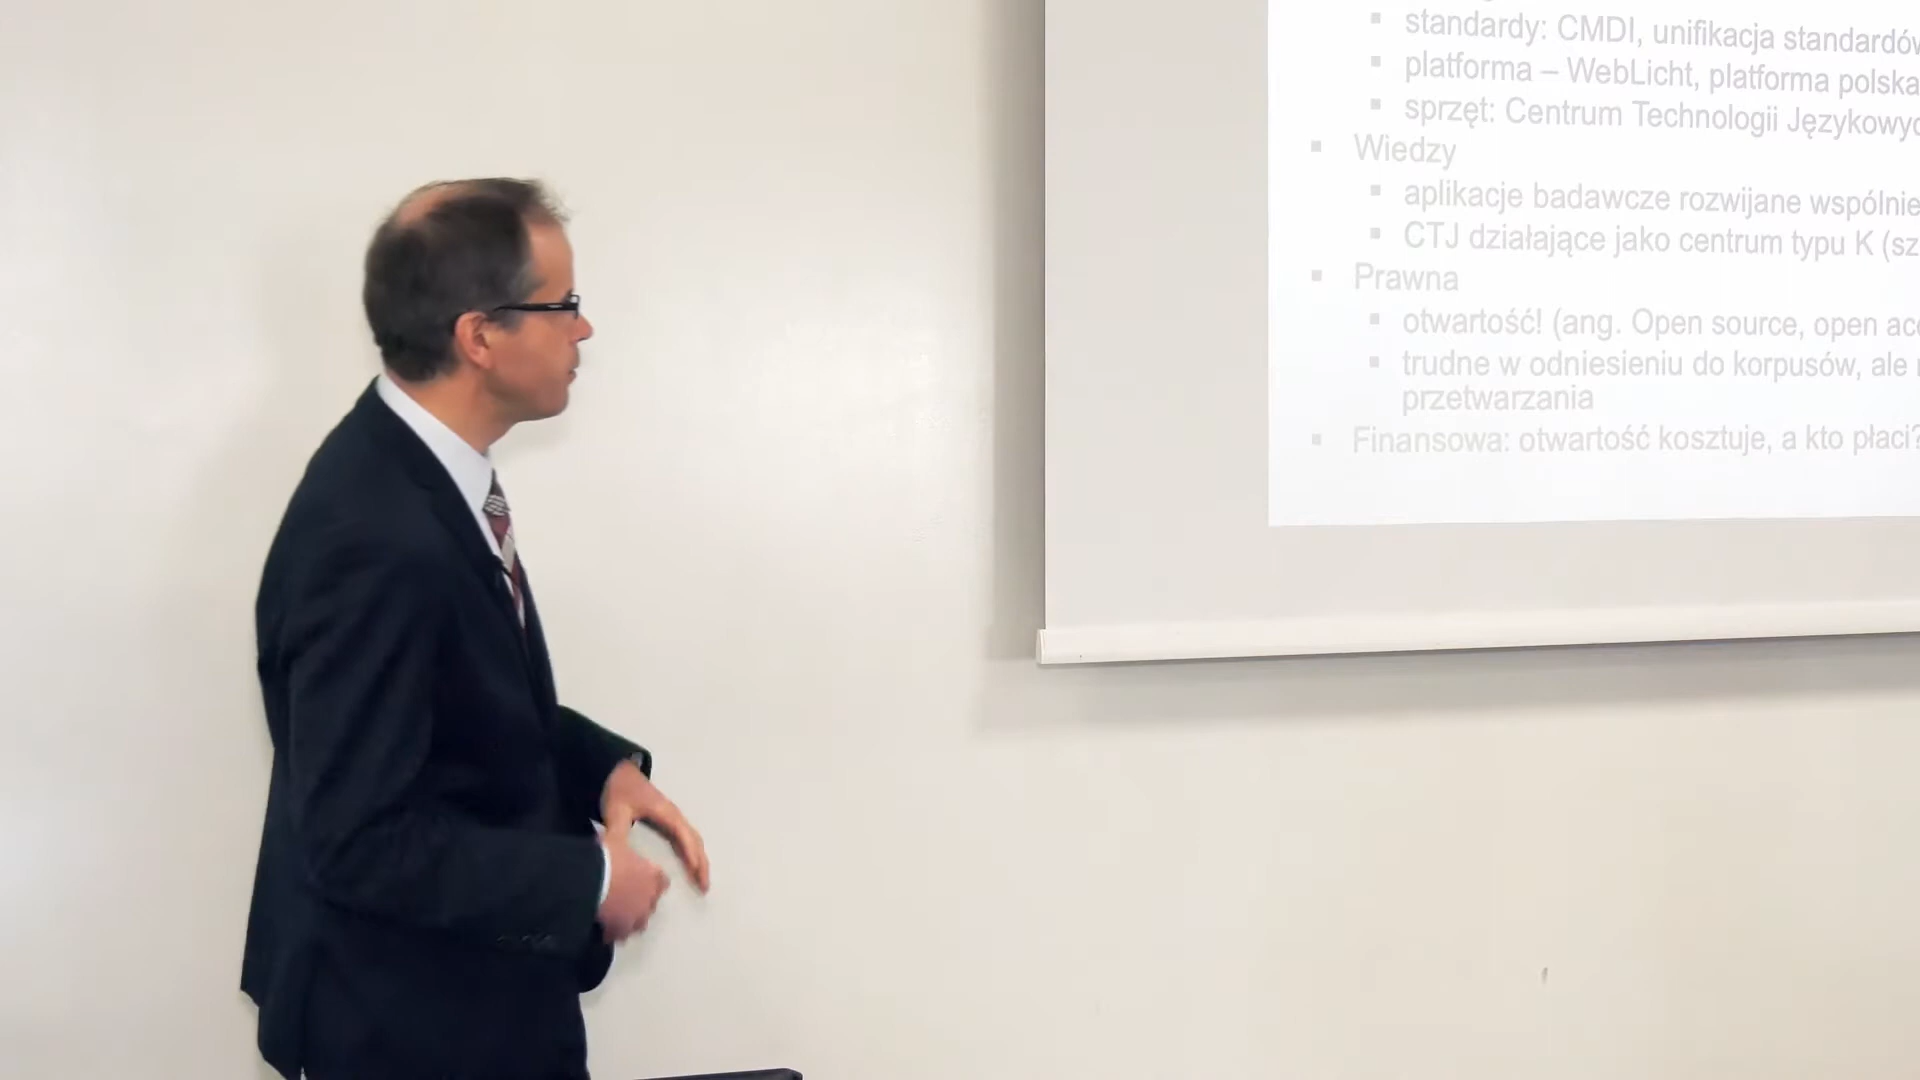 standardy: CMDI, unifikacja standardów
platforma – WebLicht, platforma polska
sprzęt: Centrum Technologii Językowyc
Wiedzy
aplikacje badawcze rozwijane wspólnie
CTJ działające jako centrum typu K (sz
Prawna
otwartość! (ang. Open source, open acc
trudne w odniesieniu do korpusów, ale
przetwarzania
Finansowa: otwartość kosztuje, a kto płaci?